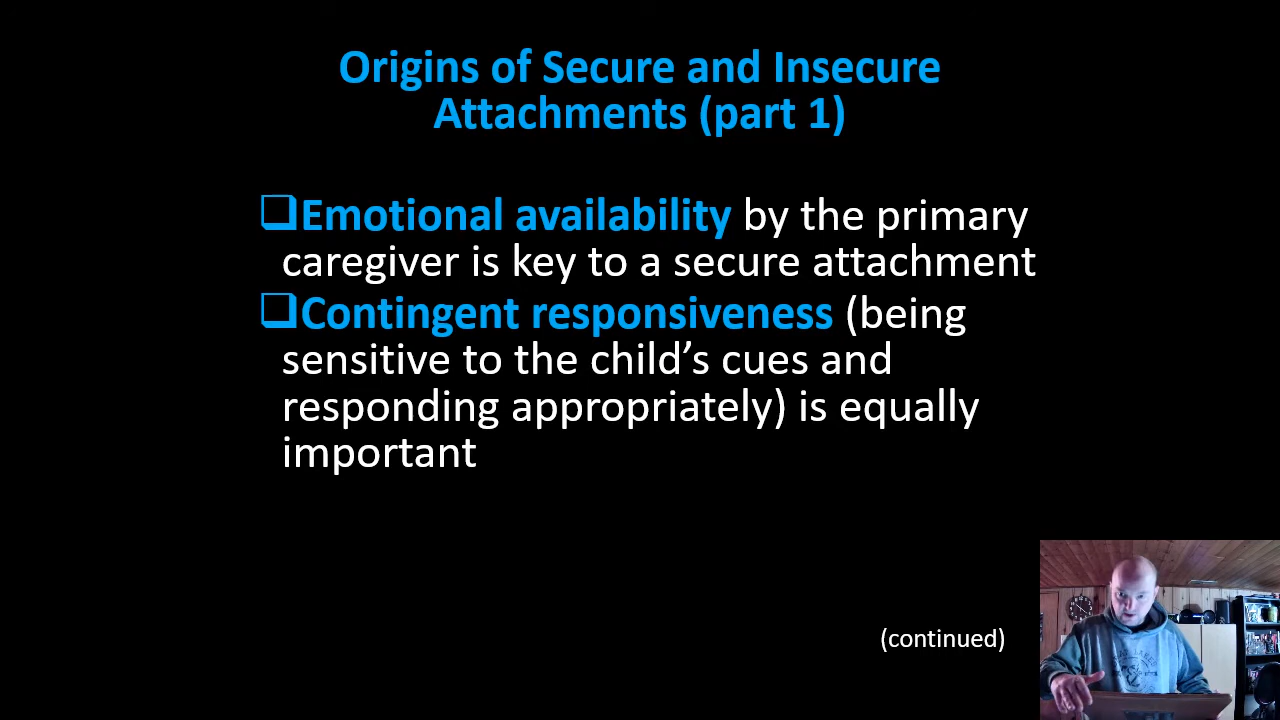 Origins of Secure and Insecure
Attachments (part 1)
❑Emotional availability by the primary
caregiver is key to a secure attachment
❑Contingent responsiveness (being
sensitive to the child’s cues and
responding appropriately) is equally
important
(continued)